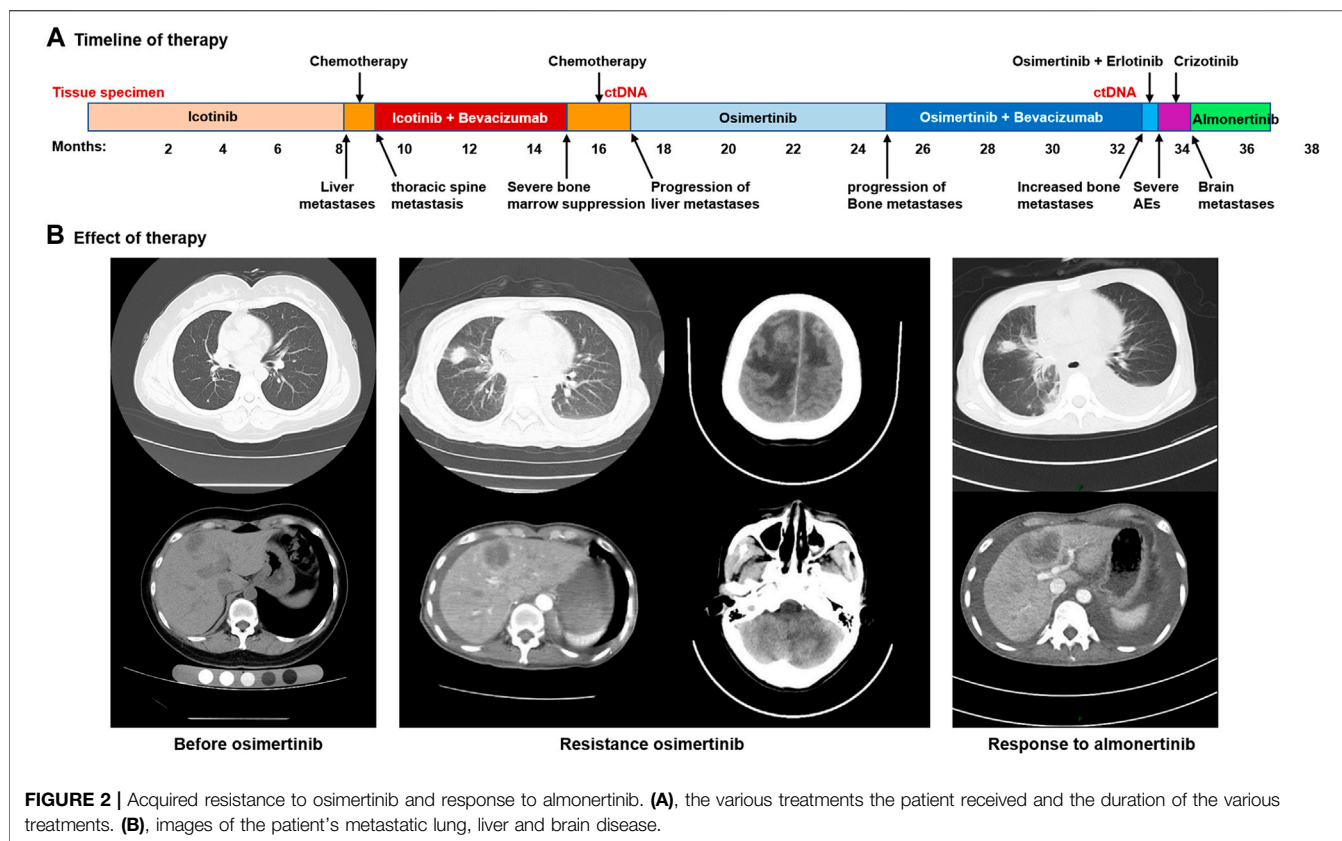 A Timeline of therapy
Chemotherapy
Chemotherapy
Osimertinib + Erlotinib
Crizotinib
Tissue specimen
ctDNA
ctDNA
Icotinib
Icotinib + Bevacizumab
Osimertinib
Osimertinib + Bevacizumab
Almonertinib
Months: 2 4 6 8 10 12 14 16 18 20 22 24 26 28 30 32 34 36 38
Liver
metastases
thoracic spine
metastasis
Severe bone
marrow suppression
Progression of
liver metastases
progression of
Bone metastases
Increased bone
metastases
Severe
AEs
Brain
metastases
B Effect of therapy
Before osimertinib
Resistance osimertinib
Response to almonertinib
FIGURE 2 | Acquired resistance to osimertinib and response to almonertinib. (A), the various treatments the patient received and the duration of the various
treatments. (B), images of the patient's metastatic lung, liver and brain disease.